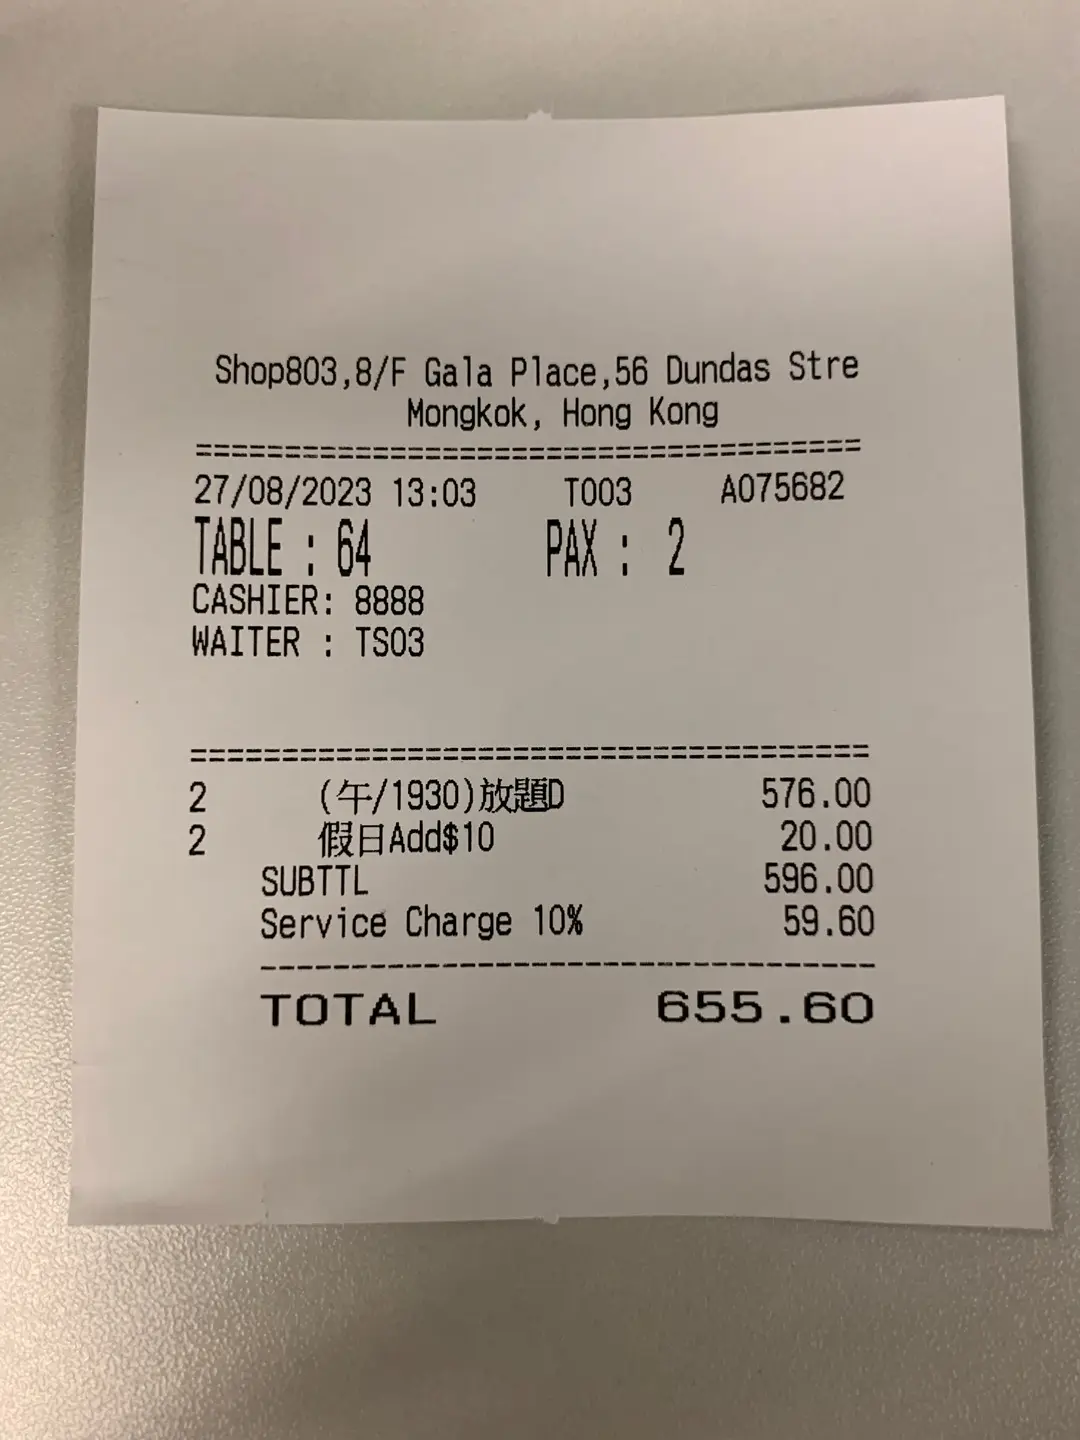 Shop803,8/F Gala Place,56 Dundas Stre
Mongkok, Hong Kong
=====================================
27/08/2023 13:03 T003 A075682
TABLE : 64 PAX : 2
CASHIER: 8888
WAITER : TS03
=====================================
2 (午/1930)放題D 576.00
2 假日Add$10 20.00
SUBTTL 596.00
Service Charge 10% 59.60
----------------------------------
TOTAL 655.60